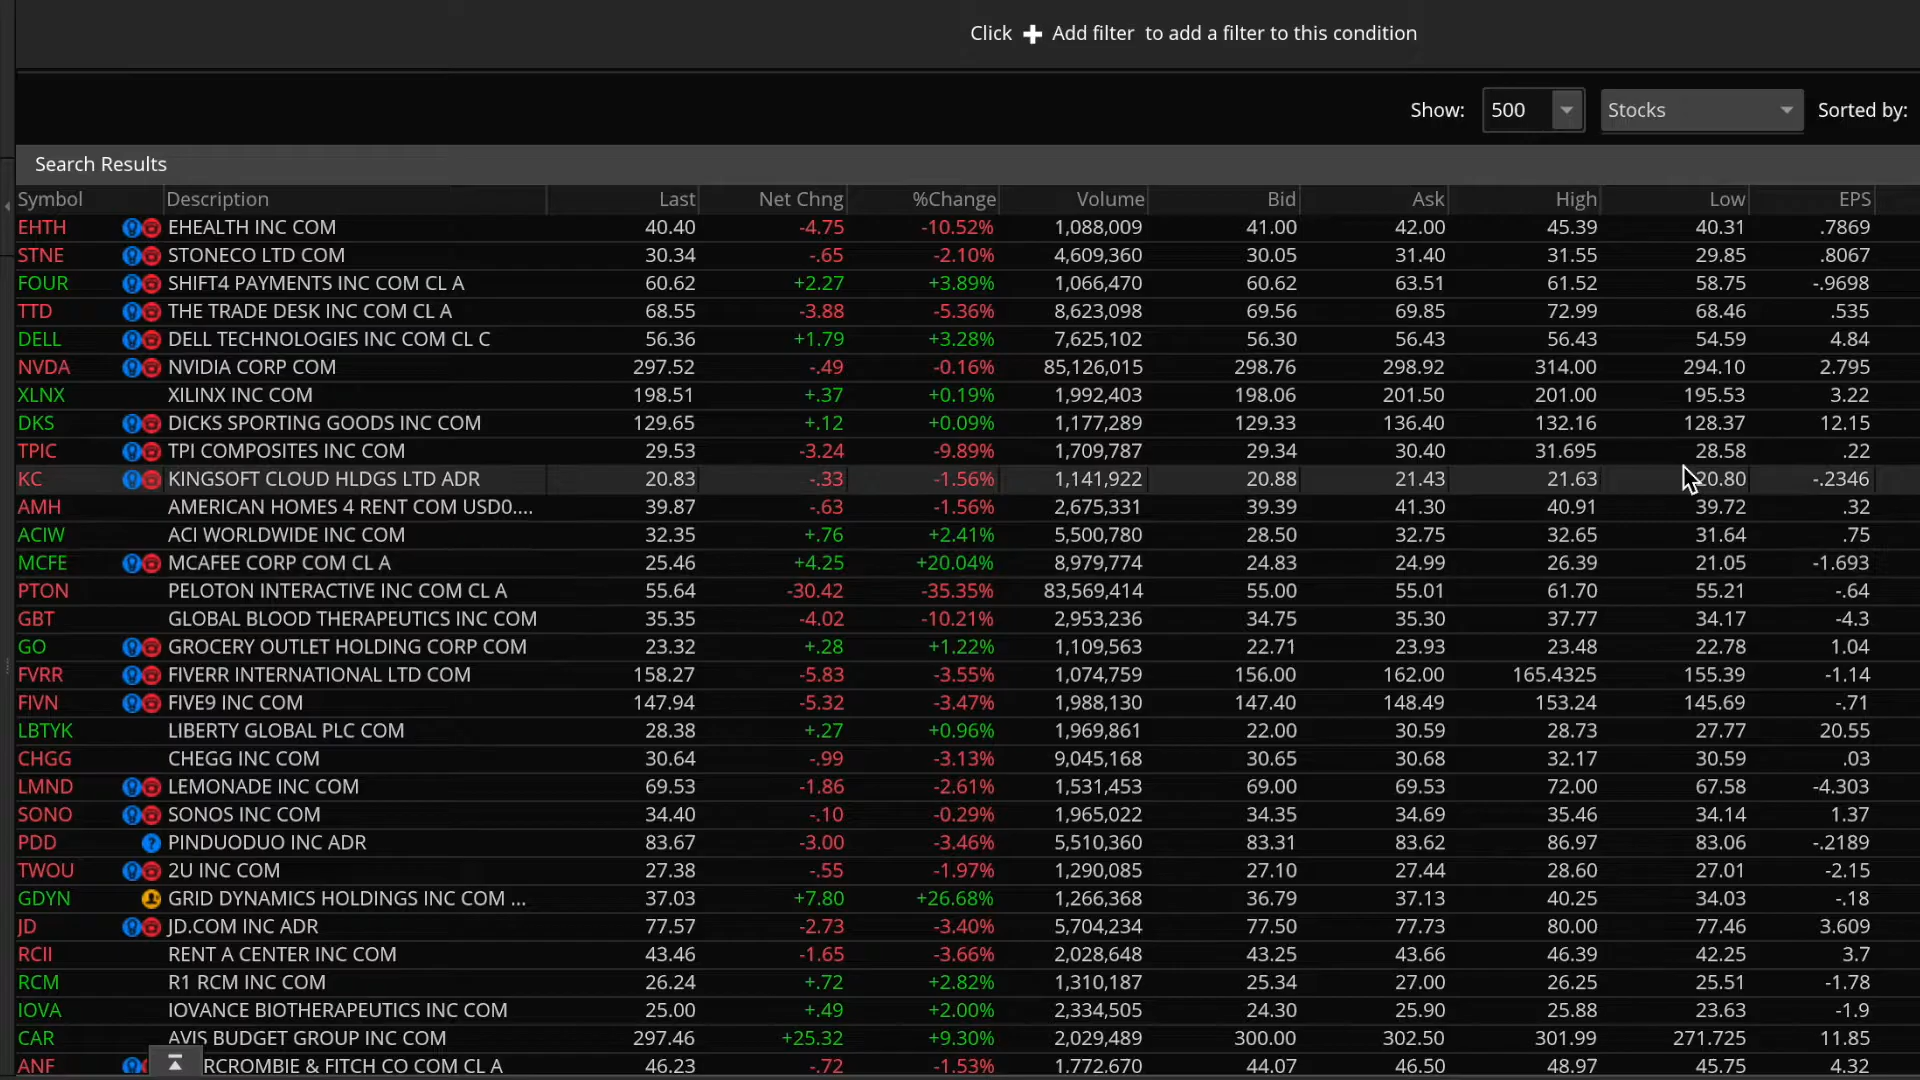 Click + Add filter to add a filter to this condition
Show: 500 Stocks Sorted by:
Search Results
Symbol Description Last Net Chng %Change Volume Bid Ask High Low EPS
EHTH EHEALTH INC COM 40.40 -4.75 -10.52% 1,088,009 41.00 42.00 45.39 40.31 .7869
STNE STONECO LTD COM 30.34 -.65 -2.10% 4,609,360 30.05 31.40 31.55 29.85 .8067
FOUR SHIFT4 PAYMENTS INC COM CL A 60.62 +2.27 +3.89% 1,066,470 60.62 63.51 61.52 58.75 -.9698
TTD THE TRADE DESK INC COM CL A 68.55 -3.88 -5.36% 8,623,098 69.56 69.85 72.99 68.46 .535
DELL DELL TECHNOLOGIES INC COM CL C 56.36 +1.79 +3.28% 7,625,102 56.30 56.43 56.43 54.59 4.84
NVDA NVIDIA CORP COM 297.52 -.49 -0.16% 85,126,015 298.76 298.92 314.00 294.10 2.795
XLNX XILINX INC COM 198.51 +.37 +0.19% 1,992,403 198.06 201.50 201.00 195.53 3.22
DKS DICKS SPORTING GOODS INC COM 129.65 +.12 +0.09% 1,177,289 129.33 136.40 132.16 128.37 12.15
TPIC TPI COMPOSITES INC COM 29.53 -3.24 -9.89% 1,709,787 29.34 30.40 31.695 28.58 .22
KC KINGSOFT CLOUD HLDGS LTD ADR 20.83 -.33 -1.56% 1,141,922 20.88 21.43 21.63 20.80 -.2346
AMH AMERICAN HOMES 4 RENT COM USD0.... 39.87 -.63 -1.56% 2,675,331 39.39 41.30 40.91 39.72 .32
ACIW ACI WORLDWIDE INC COM 32.35 +.76 +2.41% 5,500,780 28.50 32.75 32.65 31.64 .75
MCFE MCAFEE CORP COM CL A 25.46 +4.25 +20.04% 8,979,774 24.83 24.99 26.39 21.05 -1.693
PTON PELOTON INTERACTIVE INC COM CL A 55.64 -30.42 -35.35% 83,569,414 55.00 55.01 61.70 55.21 -.64
GBT GLOBAL BLOOD THERAPEUTICS INC COM 35.35 -4.02 -10.21% 2,953,236 34.75 35.30 37.77 34.17 -4.3
GO GROCERY OUTLET HOLDING CORP COM 23.32 +.28 +1.22% 1,109,563 22.71 23.93 23.48 22.78 1.04
FVRR FIVERR INTERNATIONAL LTD COM 158.27 -5.83 -3.55% 1,074,759 156.00 162.00 165.4325 155.39 -1.14
FIVN FIVE9 INC COM 147.94 -5.32 -3.47% 1,988,130 147.40 148.49 153.24 145.69 -.71
LBTYK LIBERTY GLOBAL PLC COM 28.38 +.27 +0.96% 1,969,861 22.00 30.59 28.73 27.77 20.55
CHGG CHEGG INC COM 30.64 -.99 -3.13% 9,045,168 30.65 30.68 32.17 30.59 .03
LMND LEMONADE INC COM 69.53 -1.86 -2.61% 1,531,453 69.00 69.53 72.00 67.58 -4.303
SONO SONOS INC COM 34.40 -.10 -0.29% 1,965,022 34.35 34.69 35.46 34.14 1.37
PDD ? PINDUODUO INC ADR 83.67 -3.00 -3.46% 5,510,360 83.31 83.62 86.97 83.06 -.2189
TWOU 2U INC COM 27.38 -.55 -1.97% 1,290,085 27.10 27.44 28.60 27.01 -2.15
GDYN GRID DYNAMICS HOLDINGS INC COM ... 37.03 +7.80 +26.68% 1,266,368 36.79 37.13 40.25 34.03 -.18
JD JD.COM INC ADR 77.57 -2.73 -3.40% 5,704,234 77.50 77.73 80.00 77.46 3.609
RCII RENT A CENTER INC COM 43.46 -1.65 -3.66% 2,028,648 43.25 43.66 46.39 42.25 3.7
RCM R1 RCM INC COM 26.24 +.72 +2.82% 1,310,187 25.34 27.00 26.25 25.51 -1.78
IOVA IOVANCE BIOTHERAPEUTICS INC COM 25.00 +.49 +2.00% 2,334,505 24.30 25.90 25.88 23.63 -1.9
CAR AVIS BUDGET GROUP INC COM 297.46 +25.32 +9.30% 2,029,489 300.00 302.50 301.99 271.725 11.85
ANF RCROMBIE & FITCH CO COM CL A 46.23 -.72 -1.53% 1,772,670 44.07 46.50 48.97 45.75 4.32